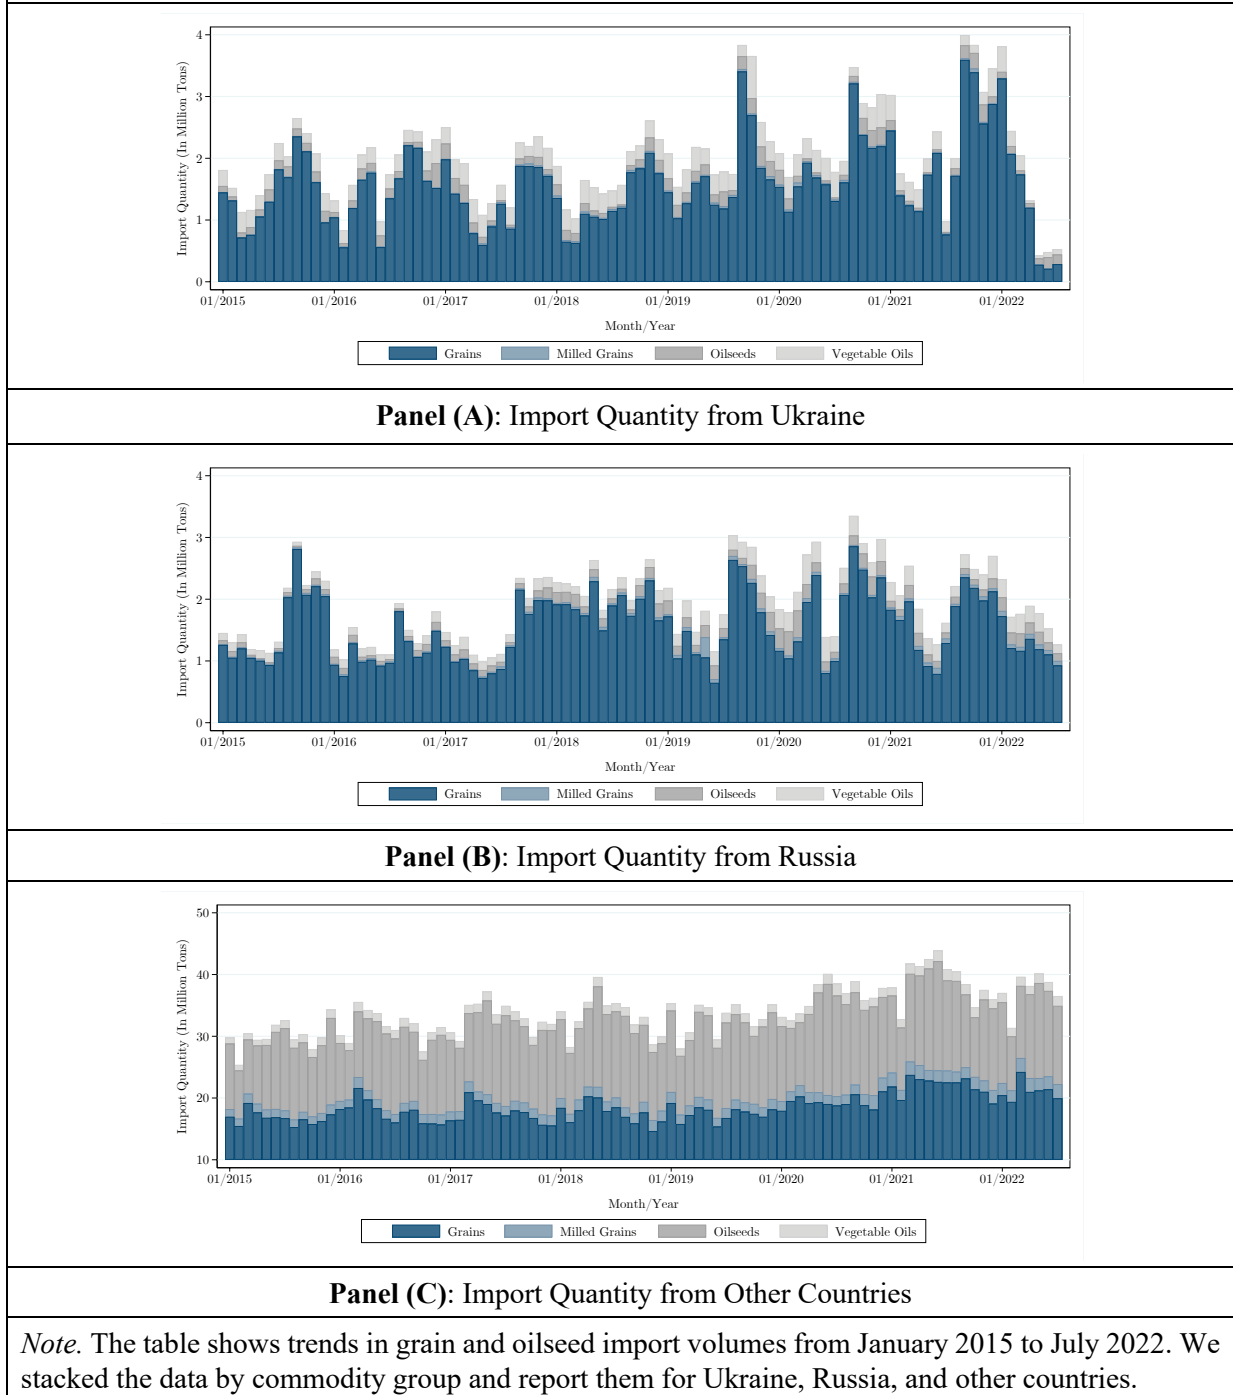 4
3
2
1
0
Import Quantity (In Million Tons)
01/2015 01/2016 01/2017 01/2018 01/2019 01/2020 01/2021 01/2022
Month/Year
Grains Milled Grains Oilseeds Vegetable Oils
Panel (A): Import Quantity from Ukraine
4
3
2
1
0
Import Quantity (In Million Tons)
01/2015 01/2016 01/2017 01/2018 01/2019 01/2020 01/2021 01/2022
Month/Year
Grains Milled Grains Oilseeds Vegetable Oils
Panel (B): Import Quantity from Russia
50
40
30
20
10
Import Quantity (In Million Tons)
01/2015 01/2016 01/2017 01/2018 01/2019 01/2020 01/2021 01/2022
Month/Year
Grains Milled Grains Oilseeds Vegetable Oils
Panel (C): Import Quantity from Other Countries
Note. The table shows trends in grain and oilseed import volumes from January 2015 to July 2022. We
stacked the data by commodity group and report them for Ukraine, Russia, and other countries.